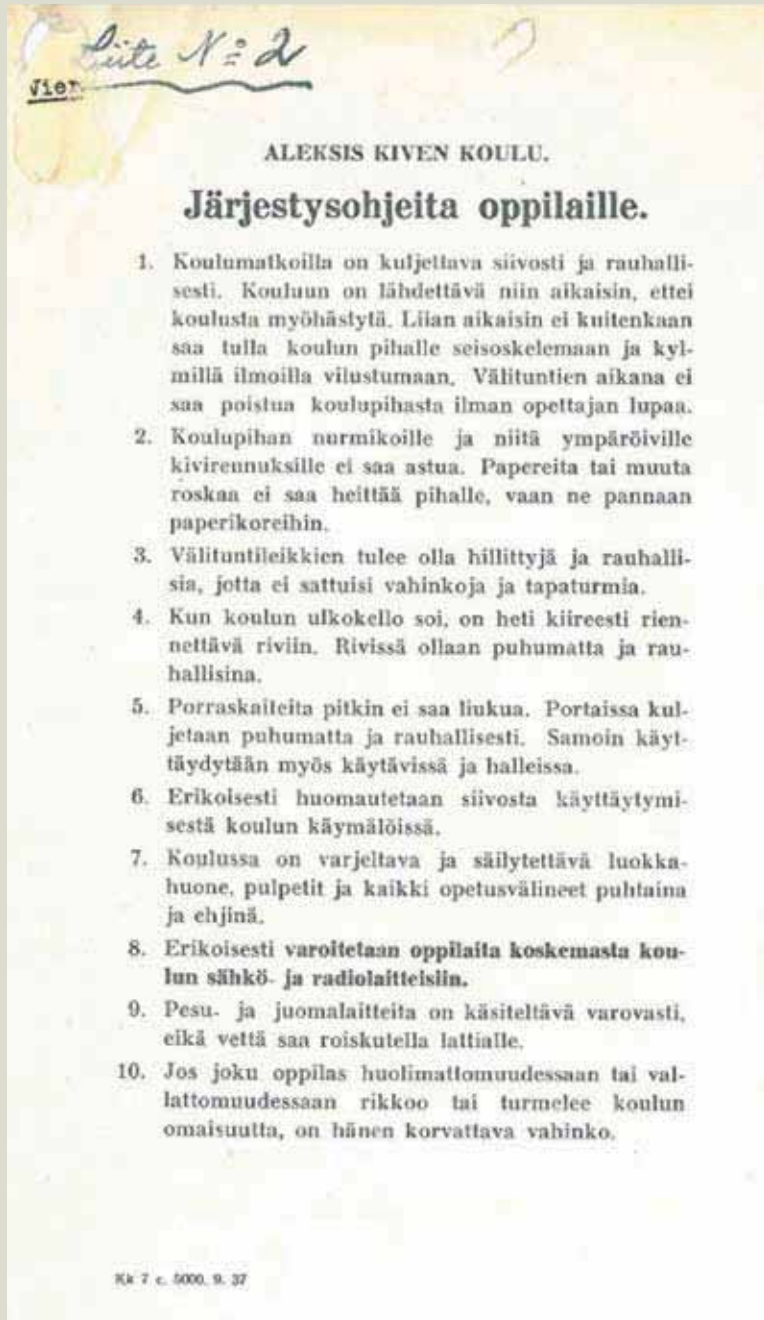 Liite Nº 2
ALEKSIS KIVEN KOULU.
Järjestysohjeita oppilaille.
1. Koulumatkoilla on kuljettava siivosti ja rauhalli-
sesti. Kouluun on lähdettävä niin aikaisin, ettei
koulusta myöhästytä. Liian aikaisin ei kuitenkaan
saa tulla koulun pihalle seisoskelemaan ja kyl-
millä ilmoilla vilustumaan. Välituntien aikana ei
saa poistua koulupihasta ilman opettajan lupaa.
2. Koulupihan nurmikoille ja niitä ympäröiville
kivireunuksille ei saa astua. Papereita tai muuta
roskaa ei saa heittää pihalle, vaan ne pannaan
paperikoreihin.
3. Välituntileikkien tulee olla hillittyjä ja rauhalli-
sia, jotta ei sattuisi vahinkoja ja tapaturmia.
4. Kun koulun ulkokello soi, on heti kiireesti rien-
nettävä riviin. Rivissä ollaan puhumatta ja rau-
hallisina.
5. Porraskaiteita pitkin ei saa liukua. Portaissa kul-
jetaan puhumatta ja rauhallisesti. Samoin käyt-
täydytään myös käytävissä ja halleissa.
6. Erikoisesti huomautetaan siivosta käyttäytymi-
sestä koulun käymälöissä.
7. Koulussa on varjeltava ja säilytettävä luokka-
huone, pulpetit ja kaikki opetusvälineet puhtaina
ja ehjinä.
8. Erikoisesti varoitetaan oppilaita koskemasta kou-
lun sähkö- ja radiolaitteisiin.
9. Pesu- ja juomalaitteita on käsiteltävä varovasti,
eikä vettä saa roiskutella lattialle.
10. Jos joku oppilas huolimattomuudessaan tai val-
lattomuudessaan rikkoo tai turmelee koulun
omaisuutta, on hänen korvattava vahinko.
Kk 7 c. 5000. 9. 37